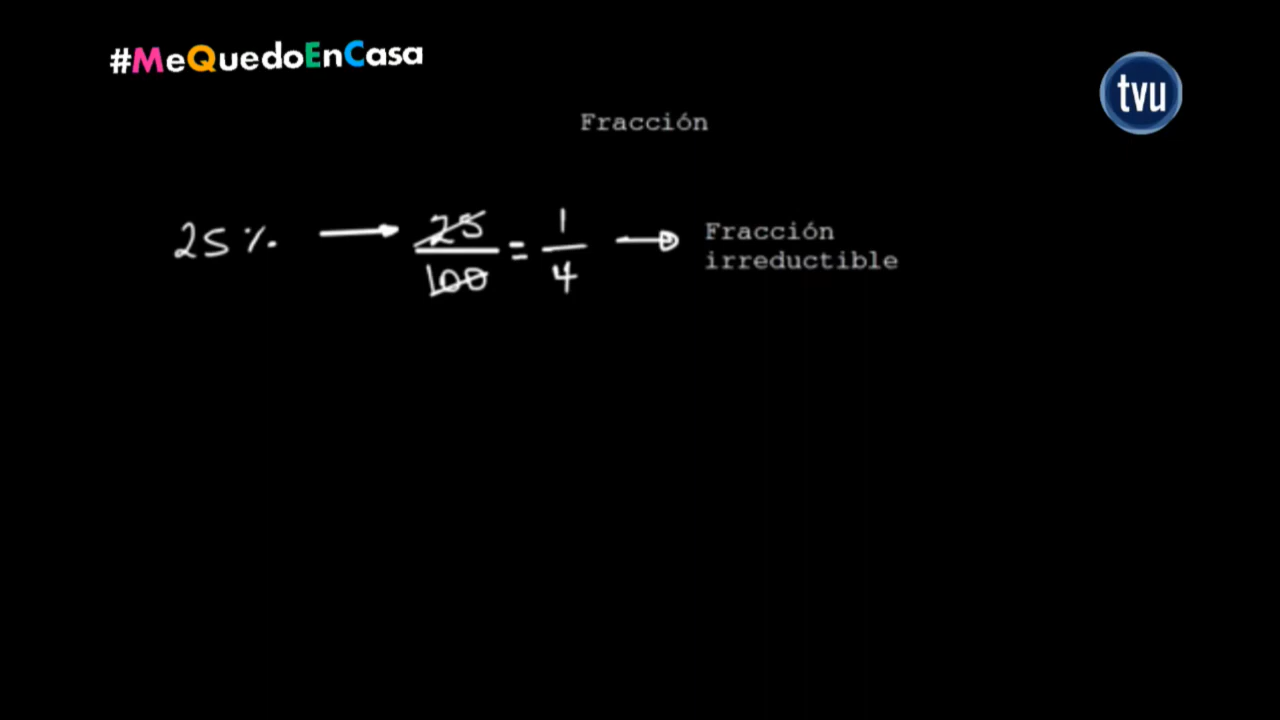 #MeQuedoEnCasa
tvu
Fracción
25% → 25/100 = 1/4 → Fracción
irreductible